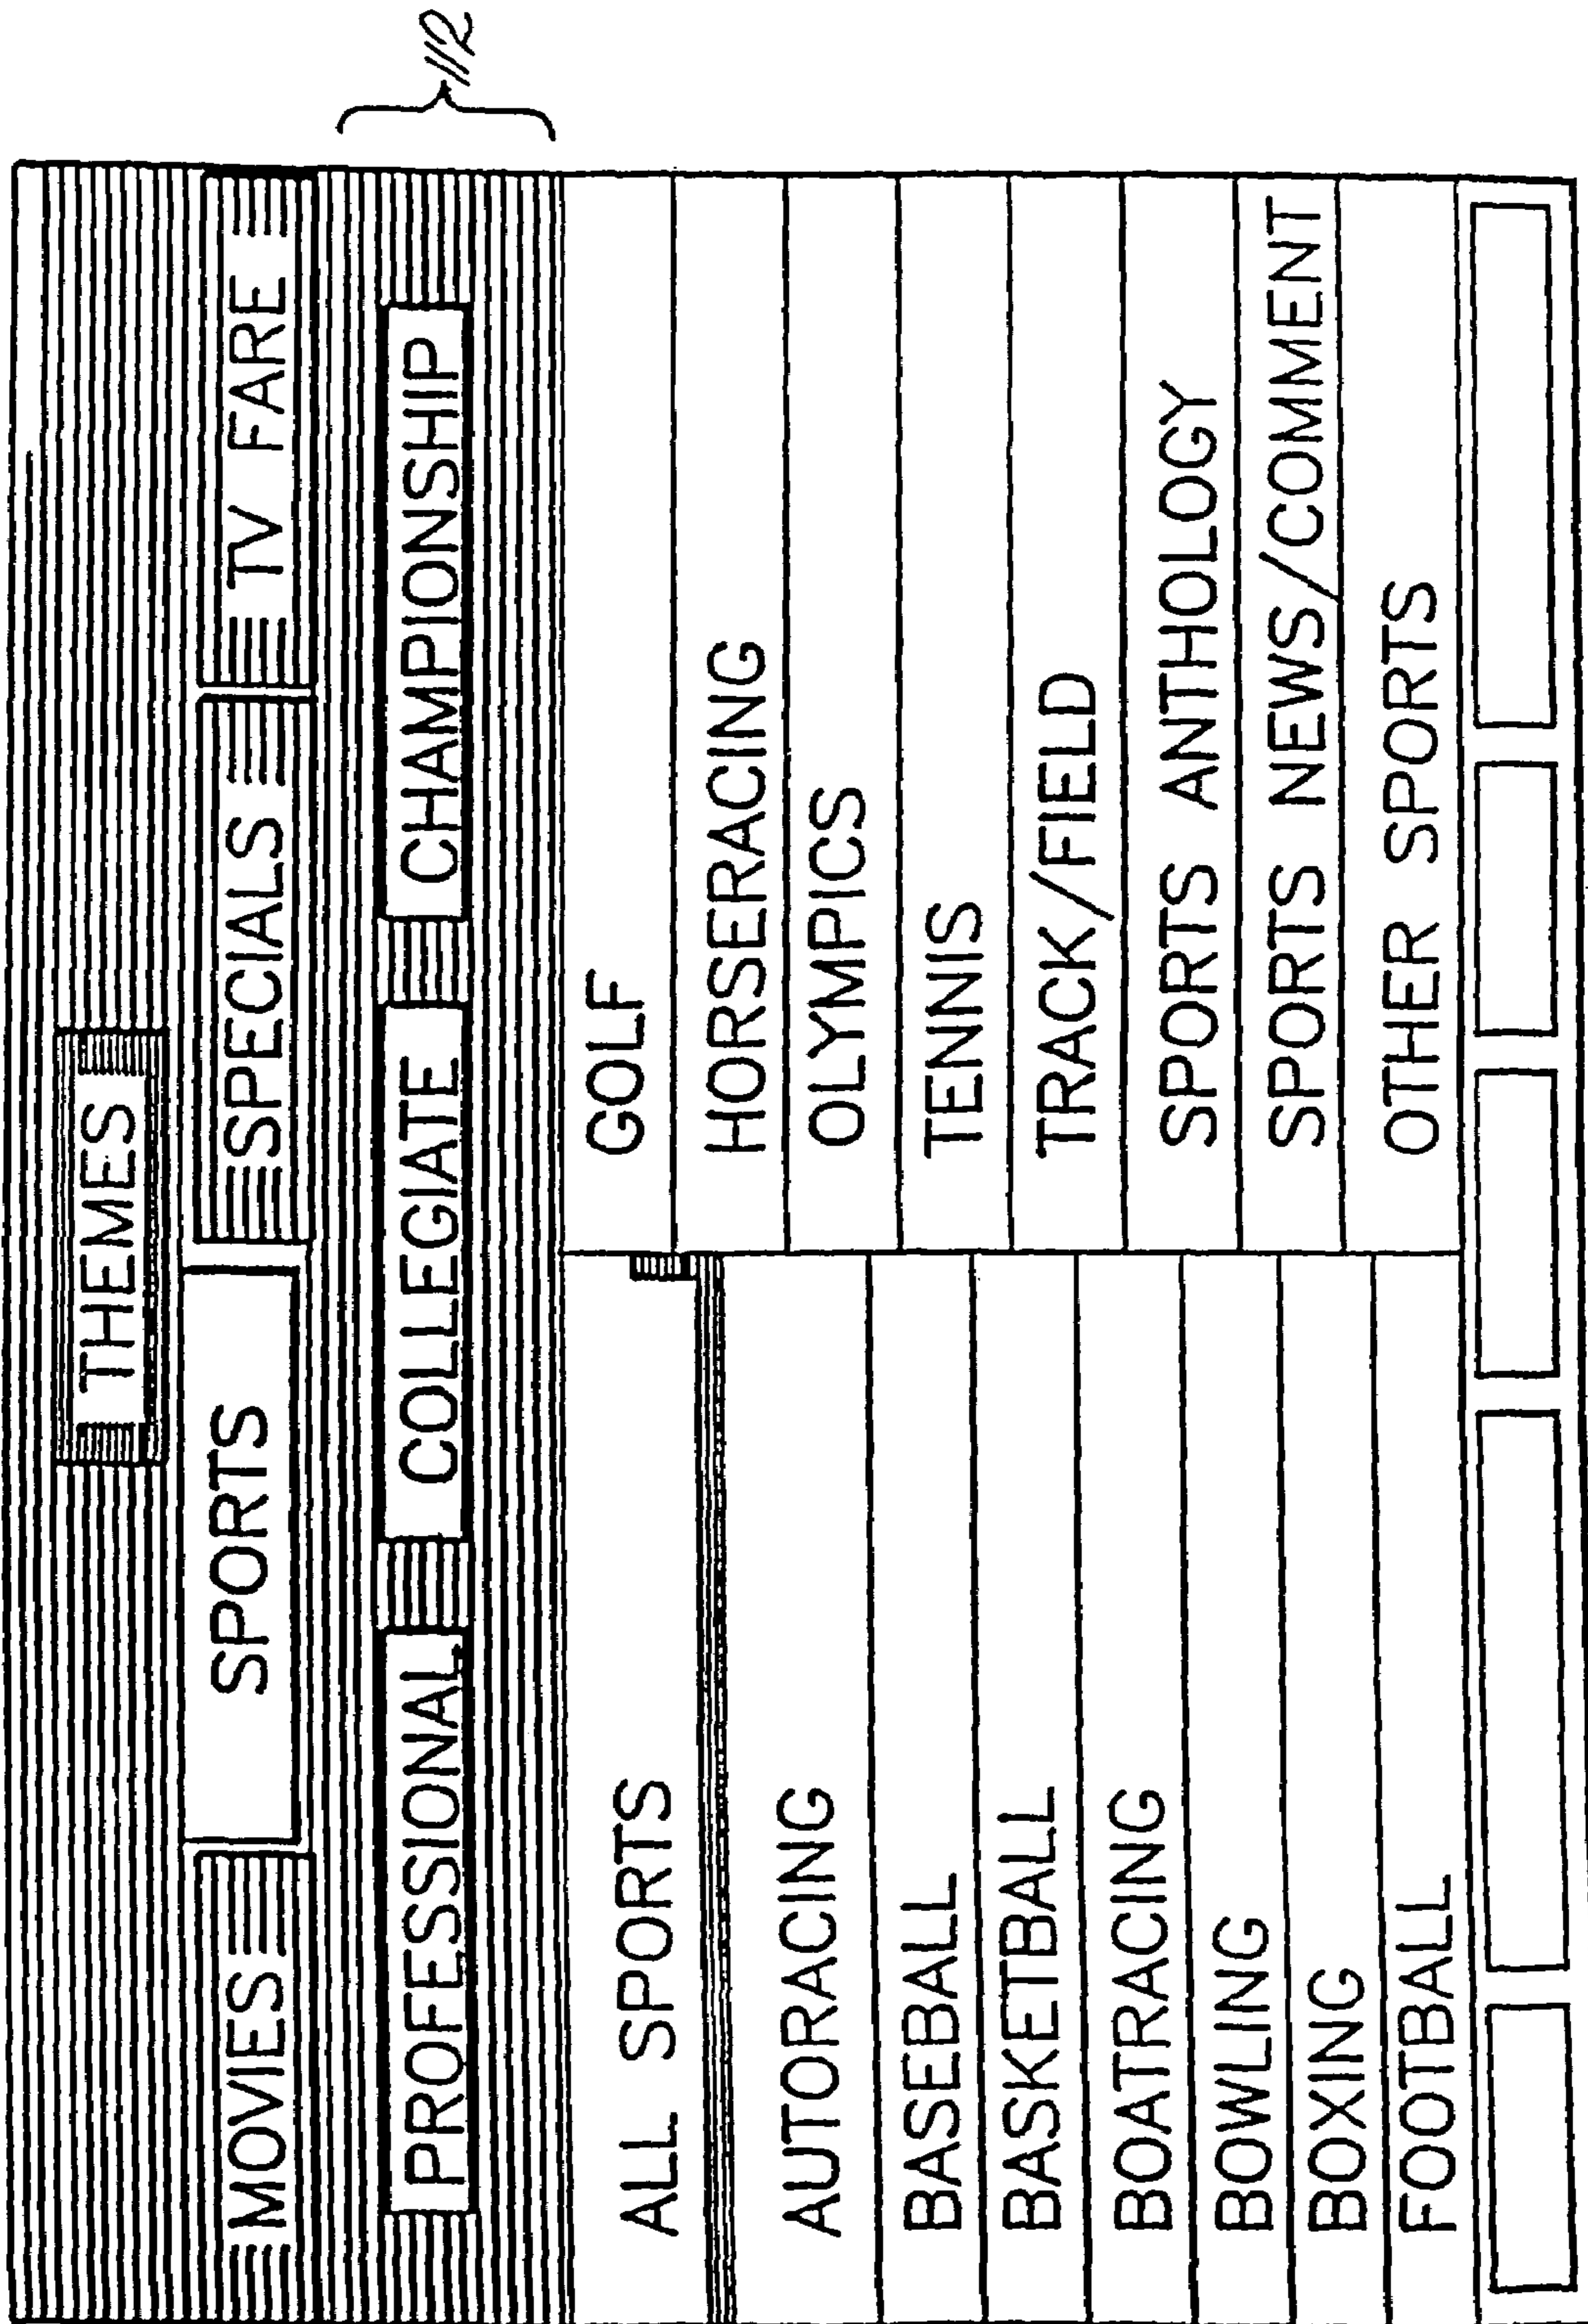 THEMES
MOVIES SPORTS SPECIALS TV FARE
PROFESSIONAL COLLEGIATE CHAMPIONSHIP
112
ALL SPORTS
AUTORACING
BASEBALL
BASKETBALL
BOATRACING
BOWLING
BOXING
FOOTBALL
GOLF
HORSERACING
OLYMPICS
TENNIS
TRACK/FIELD
SPORTS ANTHOLOGY
SPORTS NEWS/COMMENT
OTHER SPORTS